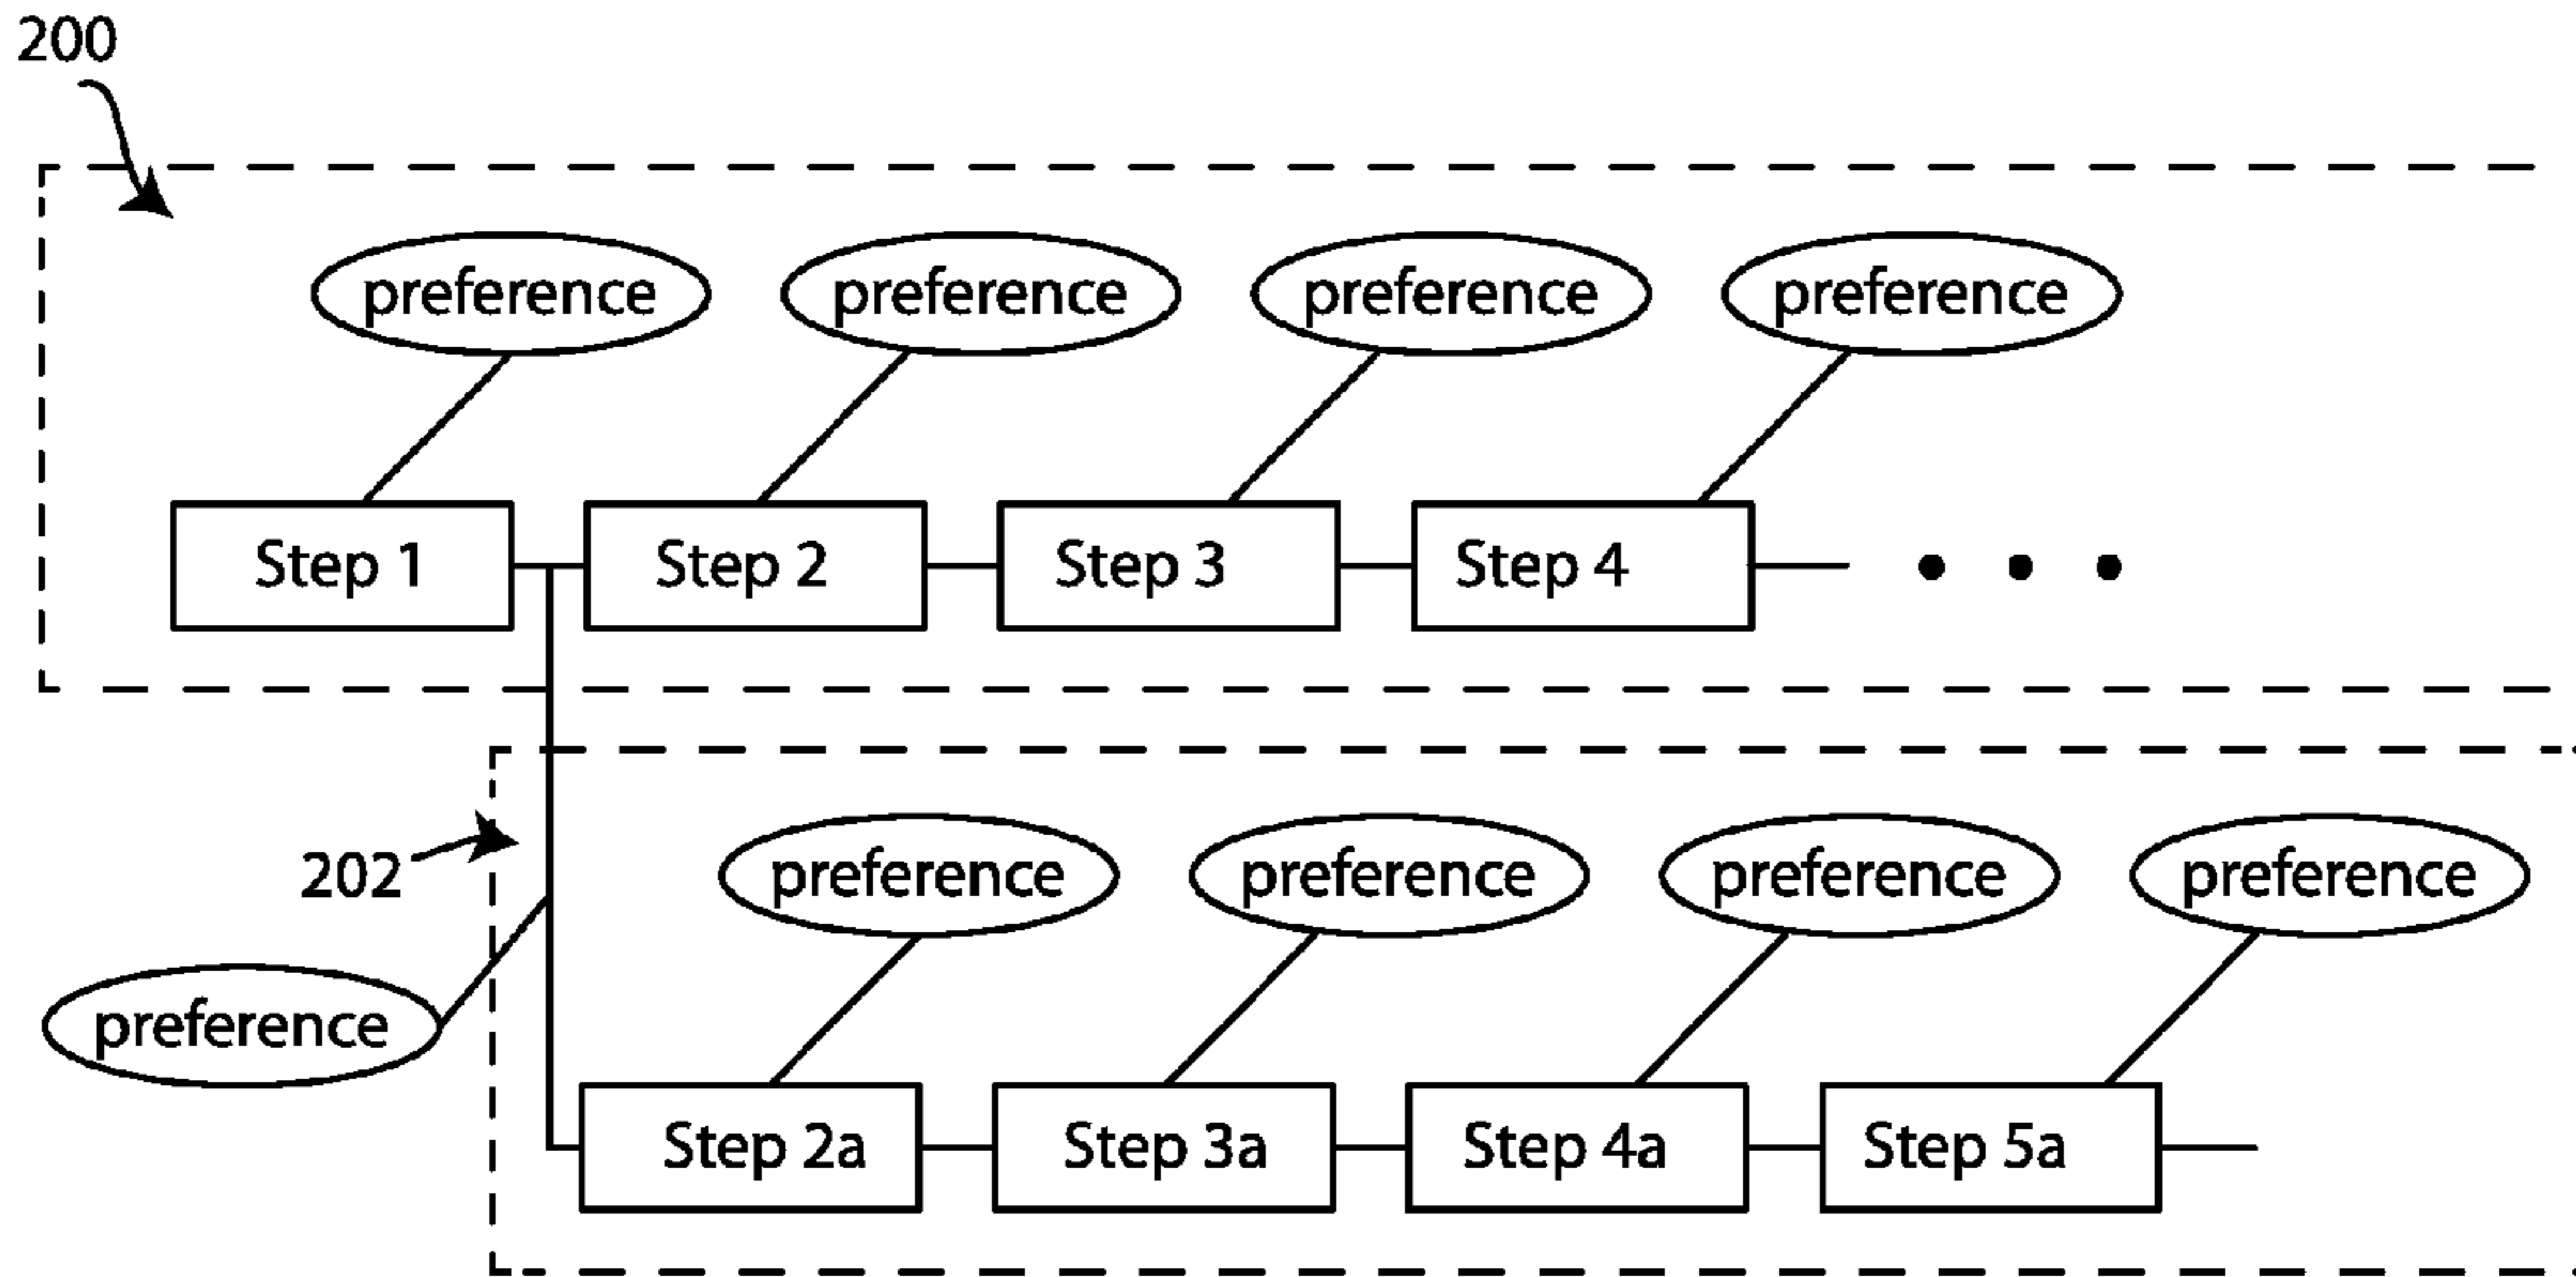 200
preference preference preference preference
Step 1 Step 2 Step 3 Step 4 • • •
202
preference preference preference preference
preference
Step 2a Step 3a Step 4a Step 5a